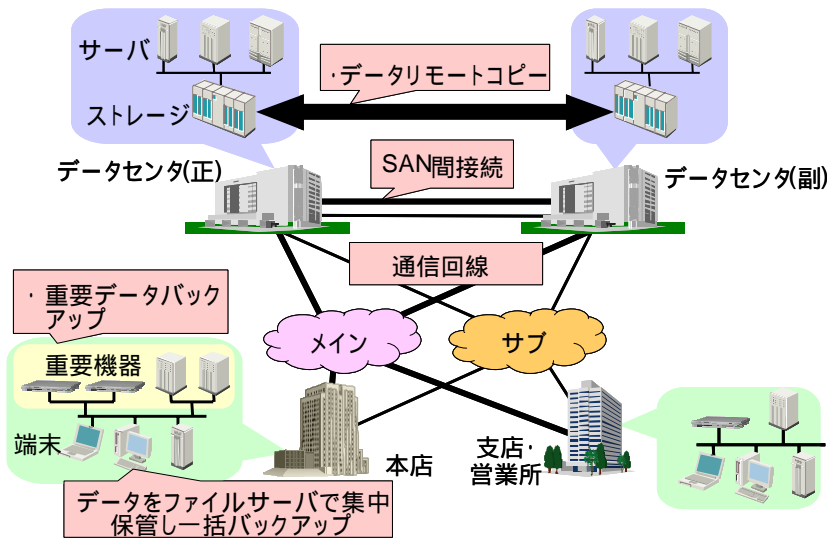 サーバ
・データリモートコピー
ストレージ
データセンタ(正)
SAN間接続
データセンタ(副)
通信回線
・重要データバック
アップ
メイン
サブ
重要機器
端末
本店
支店・
営業所
データをファイルサーバで集中
保管し一括バックアップ